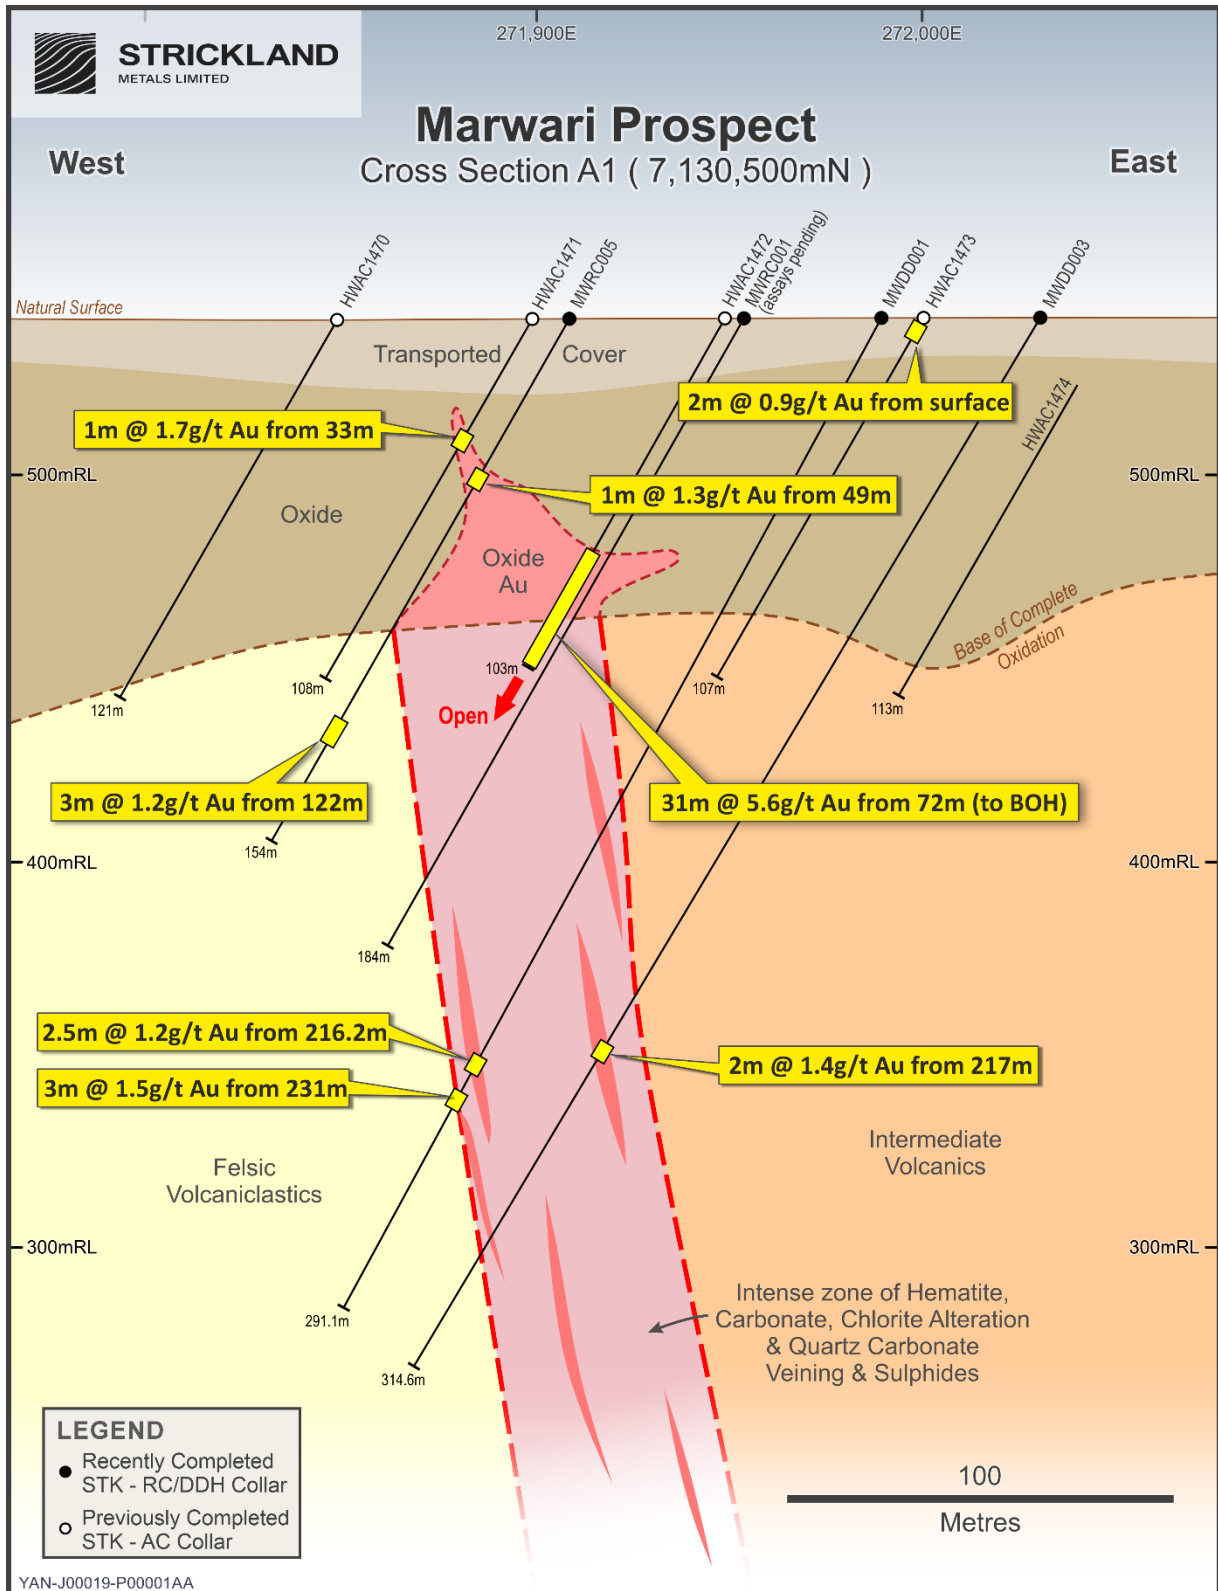 STRICKLAND
METALS LIMITED
271,900E
272,000E
Marwari Prospect
Cross Section A1 ( 7,130,500mN )
West
East
HWAC1470
HWAC1471
MWRC005
HWAC1472
MWRC001
(assays pending)
MWDD001
HWAC1473
MWDD003
Natural Surface
Transported Cover
2m @ 0.9g/t Au from surface
1m @ 1.7g/t Au from 33m
HWAC1474
500mRL
500mRL
1m @ 1.3g/t Au from 49m
Oxide
Oxide
Au
Base of Complete
Oxidation
103m
108m
107m
121m
113m
Open
3m @ 1.2g/t Au from 122m
31m @ 5.6g/t Au from 72m (to BOH)
154m
400mRL
400mRL
184m
2.5m @ 1.2g/t Au from 216.2m
2m @ 1.4g/t Au from 217m
3m @ 1.5g/t Au from 231m
Felsic
Volcaniclastics
Intermediate
Volcanics
300mRL
300mRL
291.1m
314.6m
Intense zone of Hematite,
Carbonate, Chlorite Alteration
& Quartz Carbonate
Veining & Sulphides
LEGEND
Recently Completed
STK - RC/DDH Collar
Previously Completed
STK - AC Collar
100
Metres
YAN-J00019-P00001AA